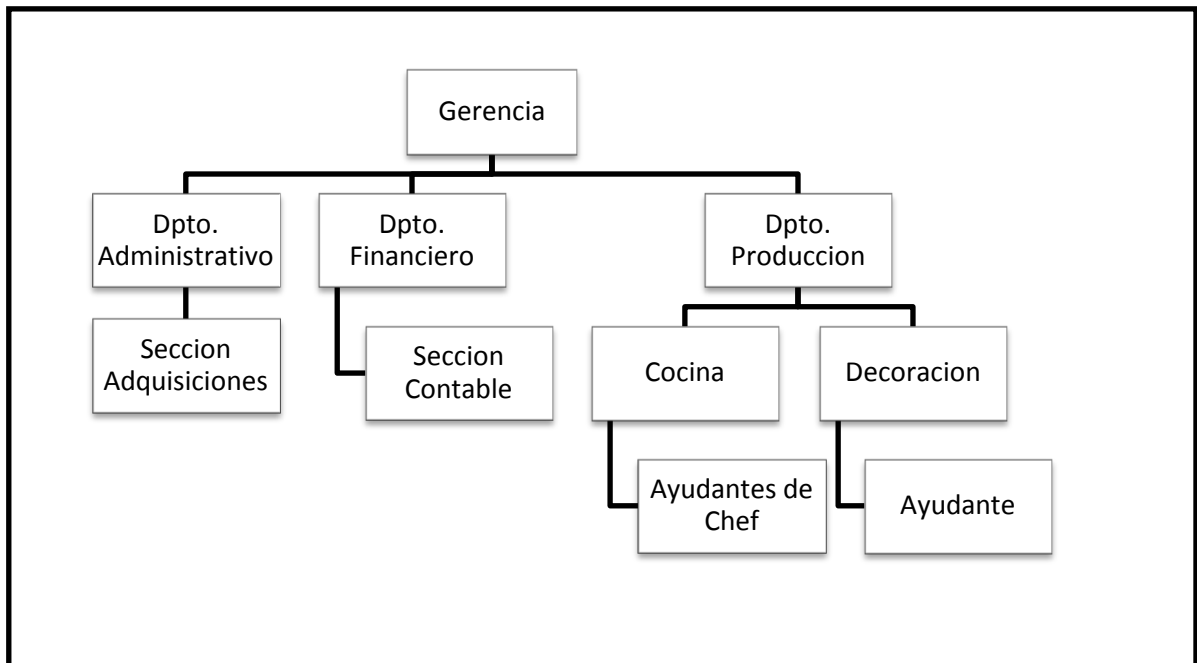 Gerencia
Dpto.
Administrativo
Dpto.
Financiero
Dpto.
Produccion
Seccion
Adquisiciones
Seccion
Contable
Cocina
Decoracion
Ayudantes de
Chef
Ayudante